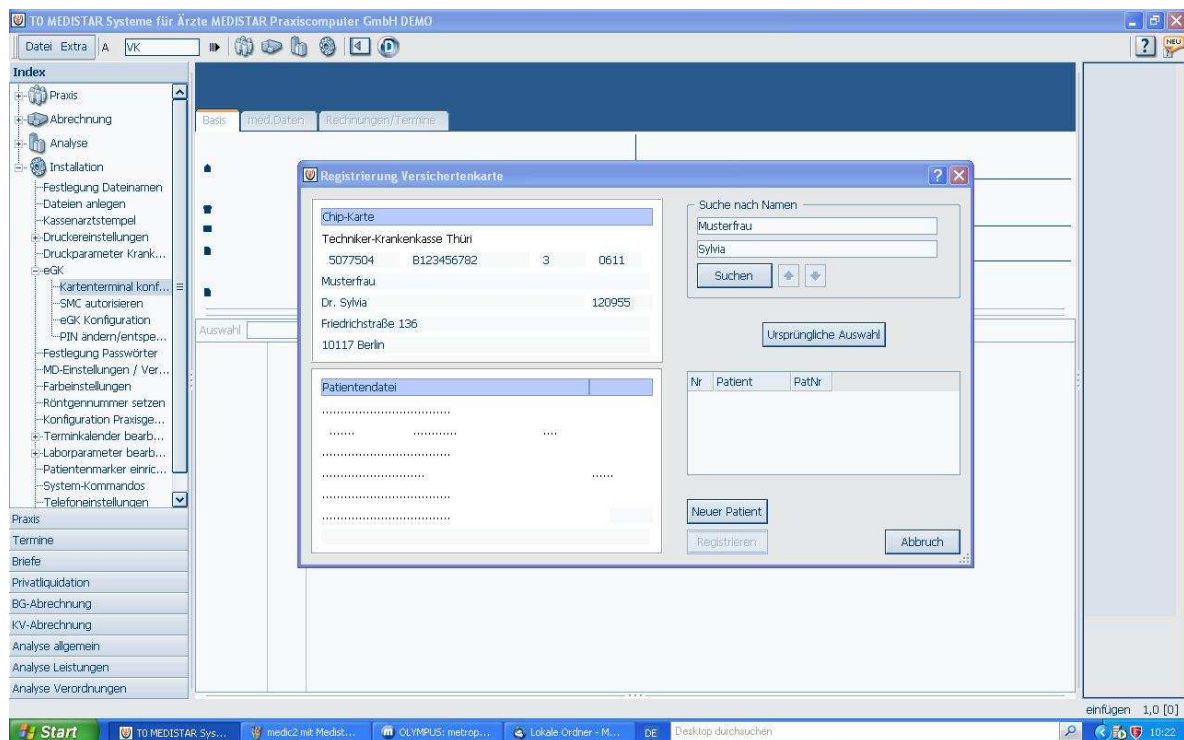 TO MEDISTAR Systeme für Ärzte MEDISTAR Praxiscomputer GmbH DEMO
Datei Extra A VK
? NEU
Index
Praxis
Abrechnung
Analyse
Installation
Festlegung Dateinamen
Dateien anlegen
Kassenarztstempel
Druckereinstellungen
Druckparameter Krank...
eGK
Kartenterminal konf...
SMC autorisieren
eGK Konfiguration
PIN ändern/entspe...
Festlegung Passwörter
MD-Einstellungen / Ver...
Farbeinstellungen
Röntgennummer setzen
Konfiguration Praxisge...
Terminkalender bearb...
Laborparameter bearb...
Patientenmarker einric...
System-Kommandos
Telefoneinstellungen
Praxis
Termine
Briefe
Privatliquidation
BG-Abrechnung
KV-Abrechnung
Analyse allgemein
Analyse Leistungen
Analyse Verordnungen
Basis med.Daten Rechnungen/Termine
Auswahl
Registrierung Versichertenkarte
Chip-Karte
Techniker-Krankenkasse Thüri
5077504 B123456782 3 0611
Musterfrau
Dr. Sylvia 120955
Friedrichstraße 136
10117 Berlin
Patientendatei
Suche nach Namen
Musterfrau
Sylvia
Suchen
Ursprüngliche Auswahl
Nr Patient PatNr
Neuer Patient
Registrieren Abbruch
einfügen 1,0 [0]
Start TO MEDISTAR Sys... medic2 mit Medist... OLYMPUS: metrop... Lokale Ordner - M... DE Desktop durchsuchen 10:22